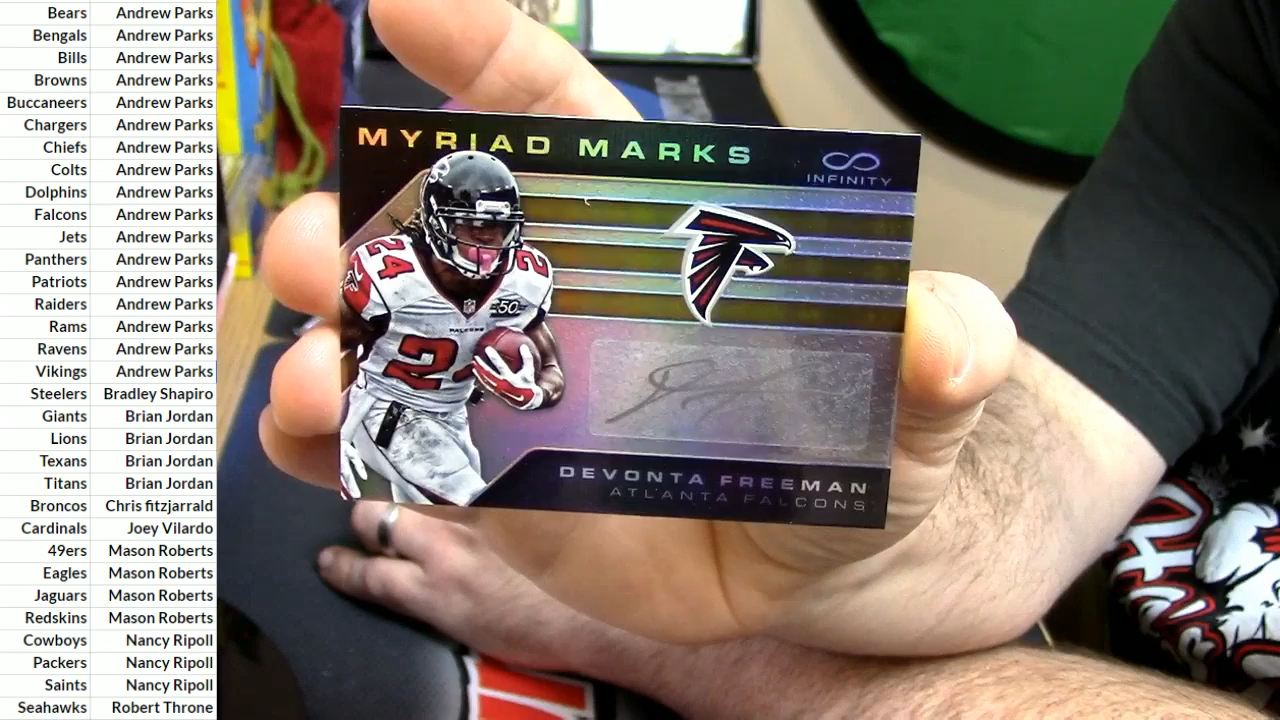 Bears Andrew Parks
Bengals Andrew Parks
Bills Andrew Parks
Browns Andrew Parks
Buccaneers Andrew Parks
Chargers Andrew Parks
Chiefs Andrew Parks
Colts Andrew Parks
Dolphins Andrew Parks
Falcons Andrew Parks
Jets Andrew Parks
Panthers Andrew Parks
Patriots Andrew Parks
Raiders Andrew Parks
Rams Andrew Parks
Ravens Andrew Parks
Vikings Andrew Parks
Steelers Bradley Shapiro
Giants Brian Jordan
Lions Brian Jordan
Texans Brian Jordan
Titans Brian Jordan
Broncos Chris fitzjarrald
Cardinals Joey Vilardo
49ers Mason Roberts
Eagles Mason Roberts
Jaguars Mason Roberts
Redskins Mason Roberts
Cowboys Nancy Ripoll
Packers Nancy Ripoll
Saints Nancy Ripoll
Seahawks Robert Throne
MYRIAD MARKS
INFINITY
24
2
50
FALCONS
2
DEVONTA FREEMAN
ATLANTA FALCONS